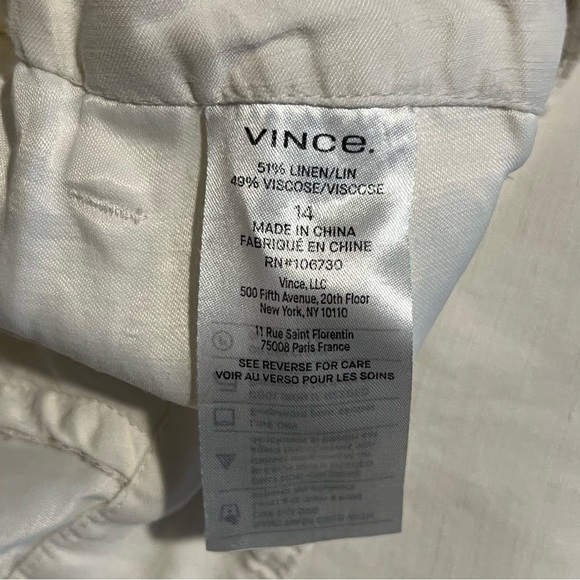 VINCe.
51% LINEN/LIN
49% VISCOSE/VISCOSE
14
MADE IN CHINA
FABRIQUÉ EN CHINE
RN#106730
Vince, LLC
500 Fifth Avenue, 20th Floor
New York, NY 10110
11 Rue Saint Florentin
75008 Paris France
SEE REVERSE FOR CARE
VOIR AU VERSO POUR LES SOINS